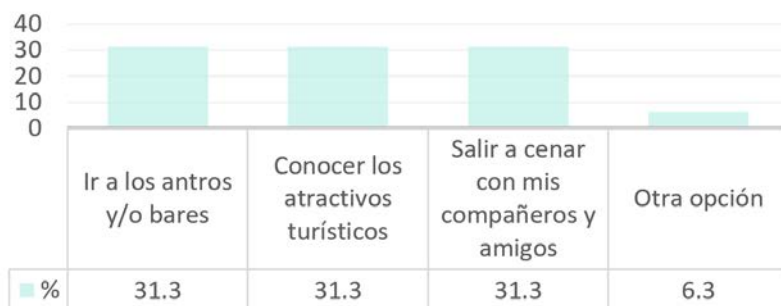 40
30
20
10
0
Ir a los antros
y/o bares
Conocer los
atractivos
turísticos
Salir a cenar
con mis
compañeros y
amigos
Otra opción
% 31.3 31.3 31.3 6.3